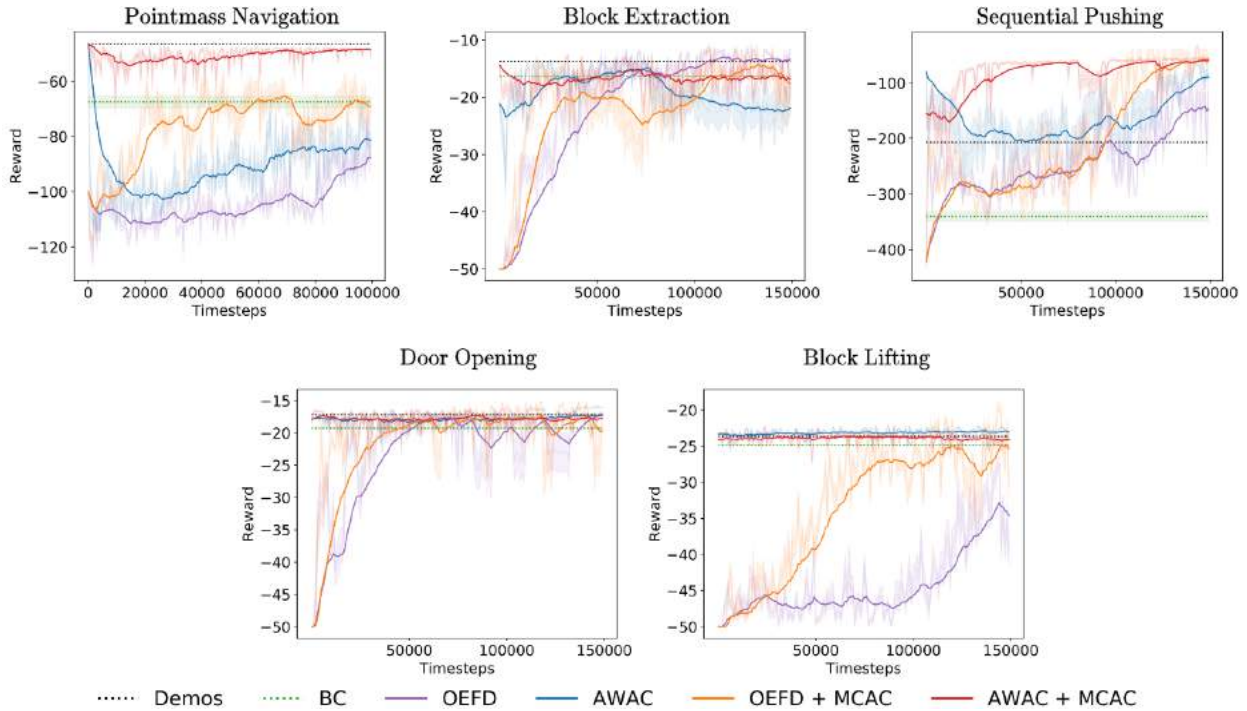 Pointmass Navigation
Block Extraction
Sequential Pushing
Reward
−60
−80
−100
−120
0 20000 40000 60000 80000 100000
Timesteps
Reward
−10
−20
−30
−40
−50
50000 100000 150000
Timesteps
Reward
−100
−200
−300
−400
50000 100000 150000
Timesteps
Door Opening
Block Lifting
Reward
−15
−20
−25
−30
−35
−40
−45
−50
50000 100000 150000
Timesteps
Reward
−20
−25
−30
−35
−40
−45
−50
50000 100000 150000
Timesteps
Demos BC OEFD AWAC OEFD + MCAC AWAC + MCAC